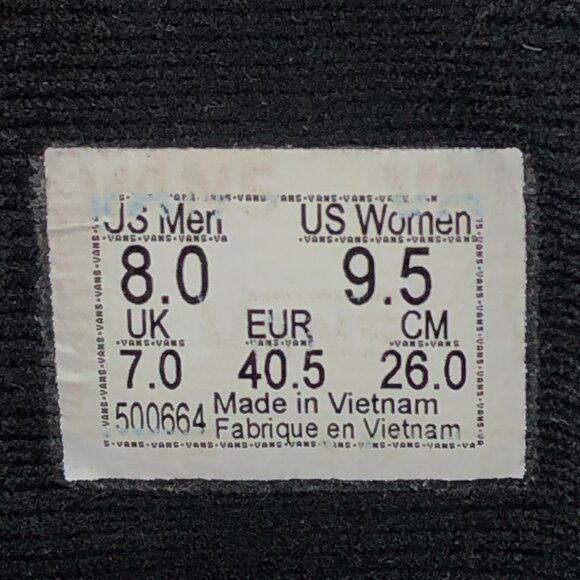 US Men US Women
8.0 9.5
UK EUR CM
7.0 40.5 26.0
500664 Made in Vietnam
Fabrique en Vietnam